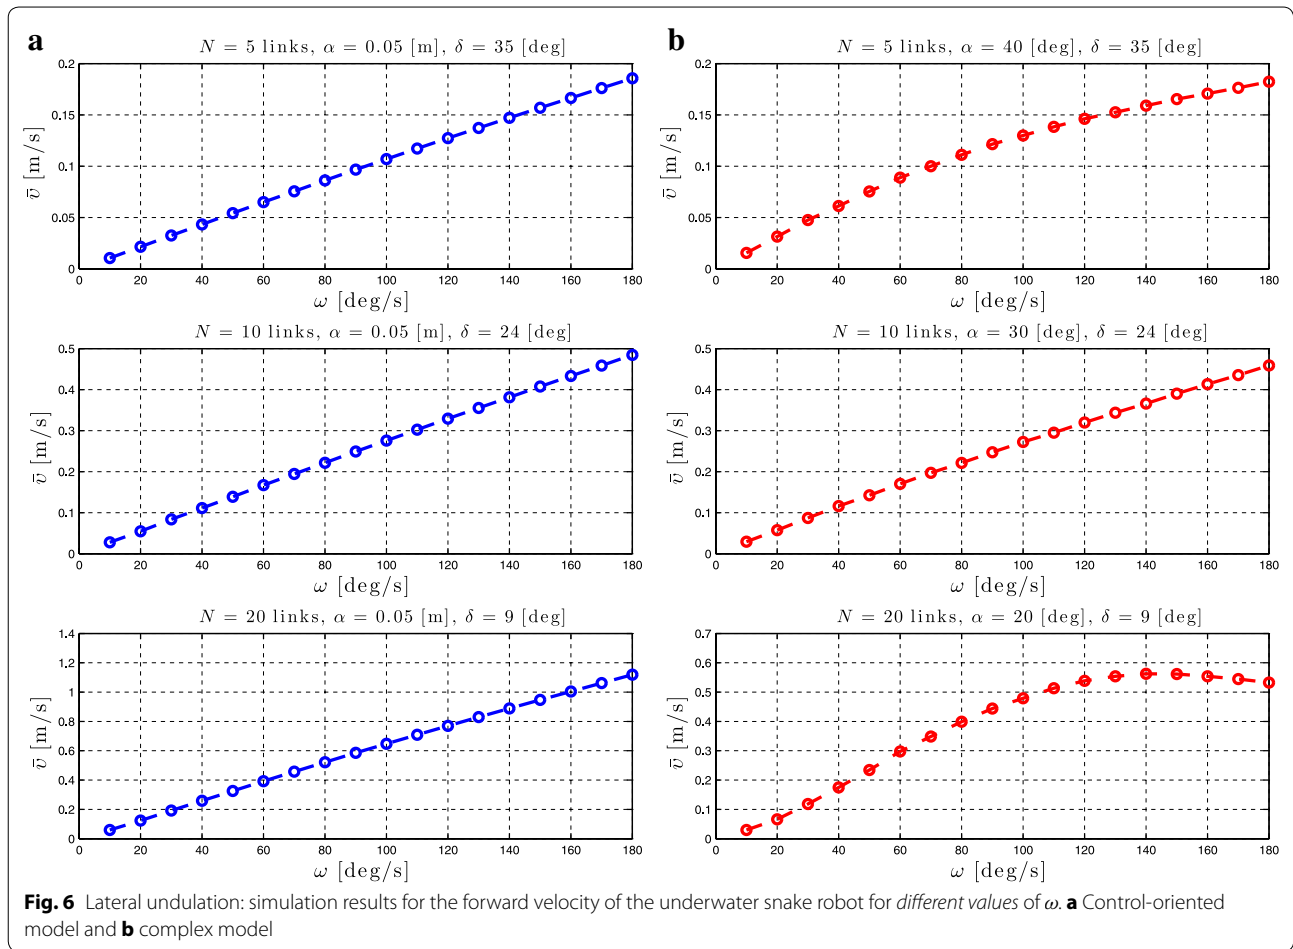 a
N = 5 links, α = 0.05 [m], δ = 35 [deg]
0.2
0.15
0.1
0.05
0
v̄ [m/s]
0 20 40 60 80 100 120 140 160 180
ω [deg/s]
N = 10 links, α = 0.05 [m], δ = 24 [deg]
0.5
0.4
0.3
0.2
0.1
0
v̄ [m/s]
0 20 40 60 80 100 120 140 160 180
ω [deg/s]
N = 20 links, α = 0.05 [m], δ = 9 [deg]
1.4
1.2
1
0.8
0.6
0.4
0.2
0
v̄ [m/s]
0 20 40 60 80 100 120 140 160 180
ω [deg/s]
b
N = 5 links, α = 40 [deg], δ = 35 [deg]
0.2
0.15
0.1
0.05
0
v̄ [m/s]
0 20 40 60 80 100 120 140 160 180
ω [deg/s]
N = 10 links, α = 30 [deg], δ = 24 [deg]
0.5
0.4
0.3
0.2
0.1
0
v̄ [m/s]
0 20 40 60 80 100 120 140 160 180
ω [deg/s]
N = 20 links, α = 20 [deg], δ = 9 [deg]
0.7
0.6
0.5
0.4
0.3
0.2
0.1
0
v̄ [m/s]
0 20 40 60 80 100 120 140 160 180
ω [deg/s]
Fig. 6 Lateral undulation: simulation results for the forward velocity of the underwater snake robot for different values of ω. a Control-oriented
model and b complex model